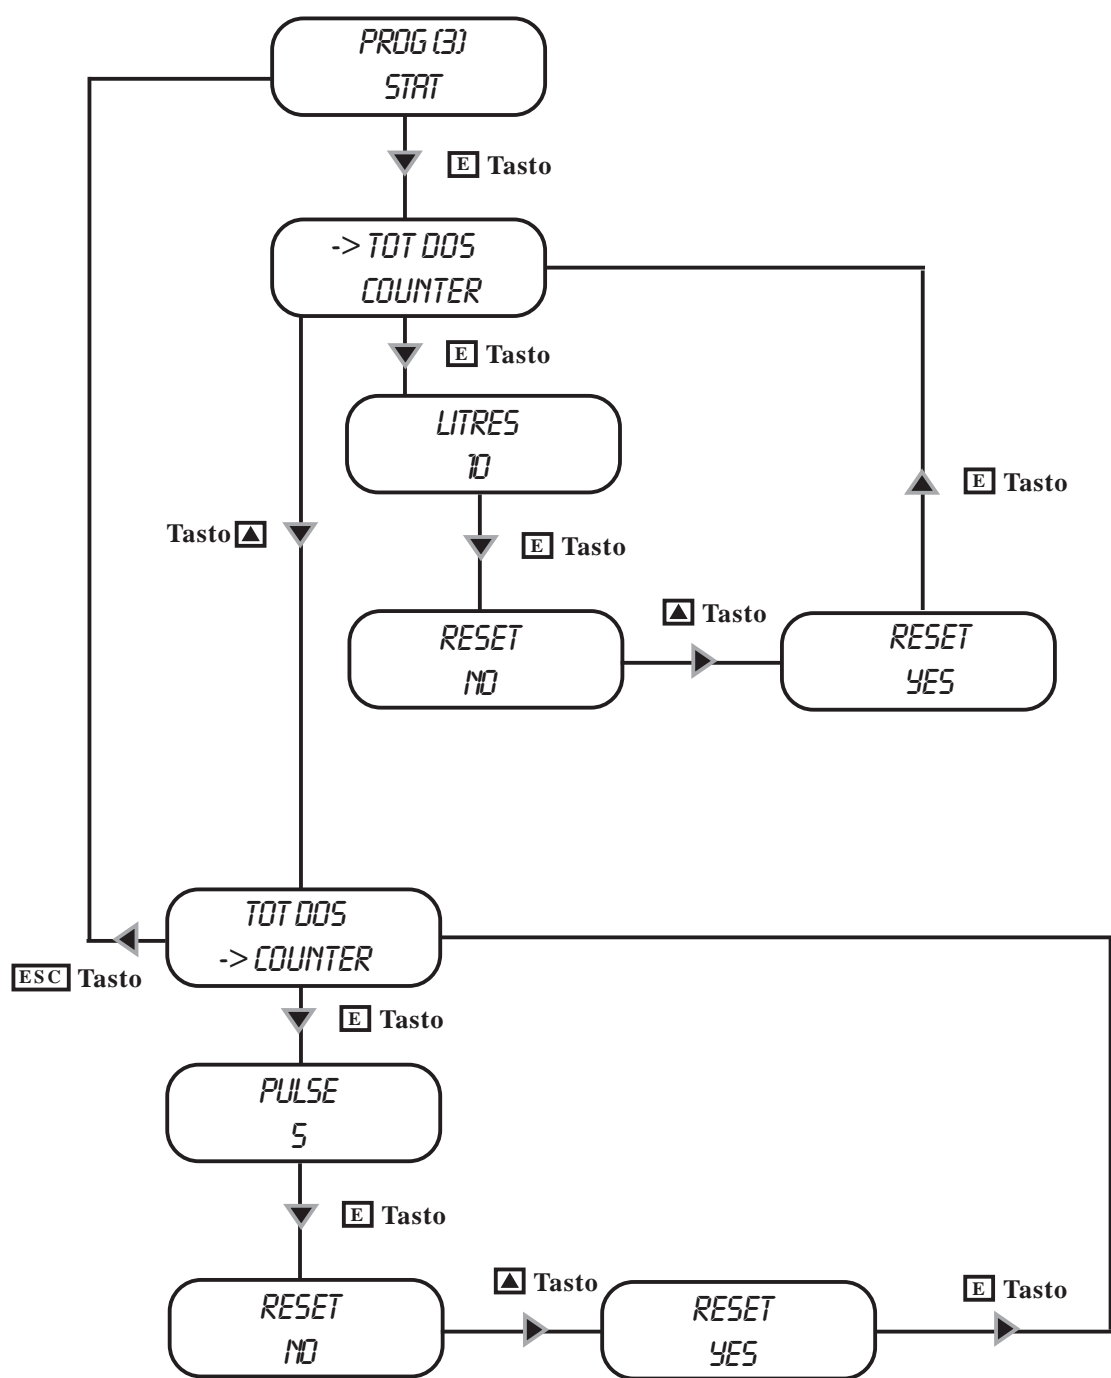 PROG (3)
STAT
E Tasto
-> TOT DOS
COUNTER
E Tasto
LITRES
10
E Tasto
Tasto ▲
E Tasto
▲ Tasto
RESET
NO
RESET
YES
TOT DOS
-> COUNTER
ESC Tasto
E Tasto
PULSE
5
E Tasto
RESET
NO
▲ Tasto
RESET
YES
E Tasto